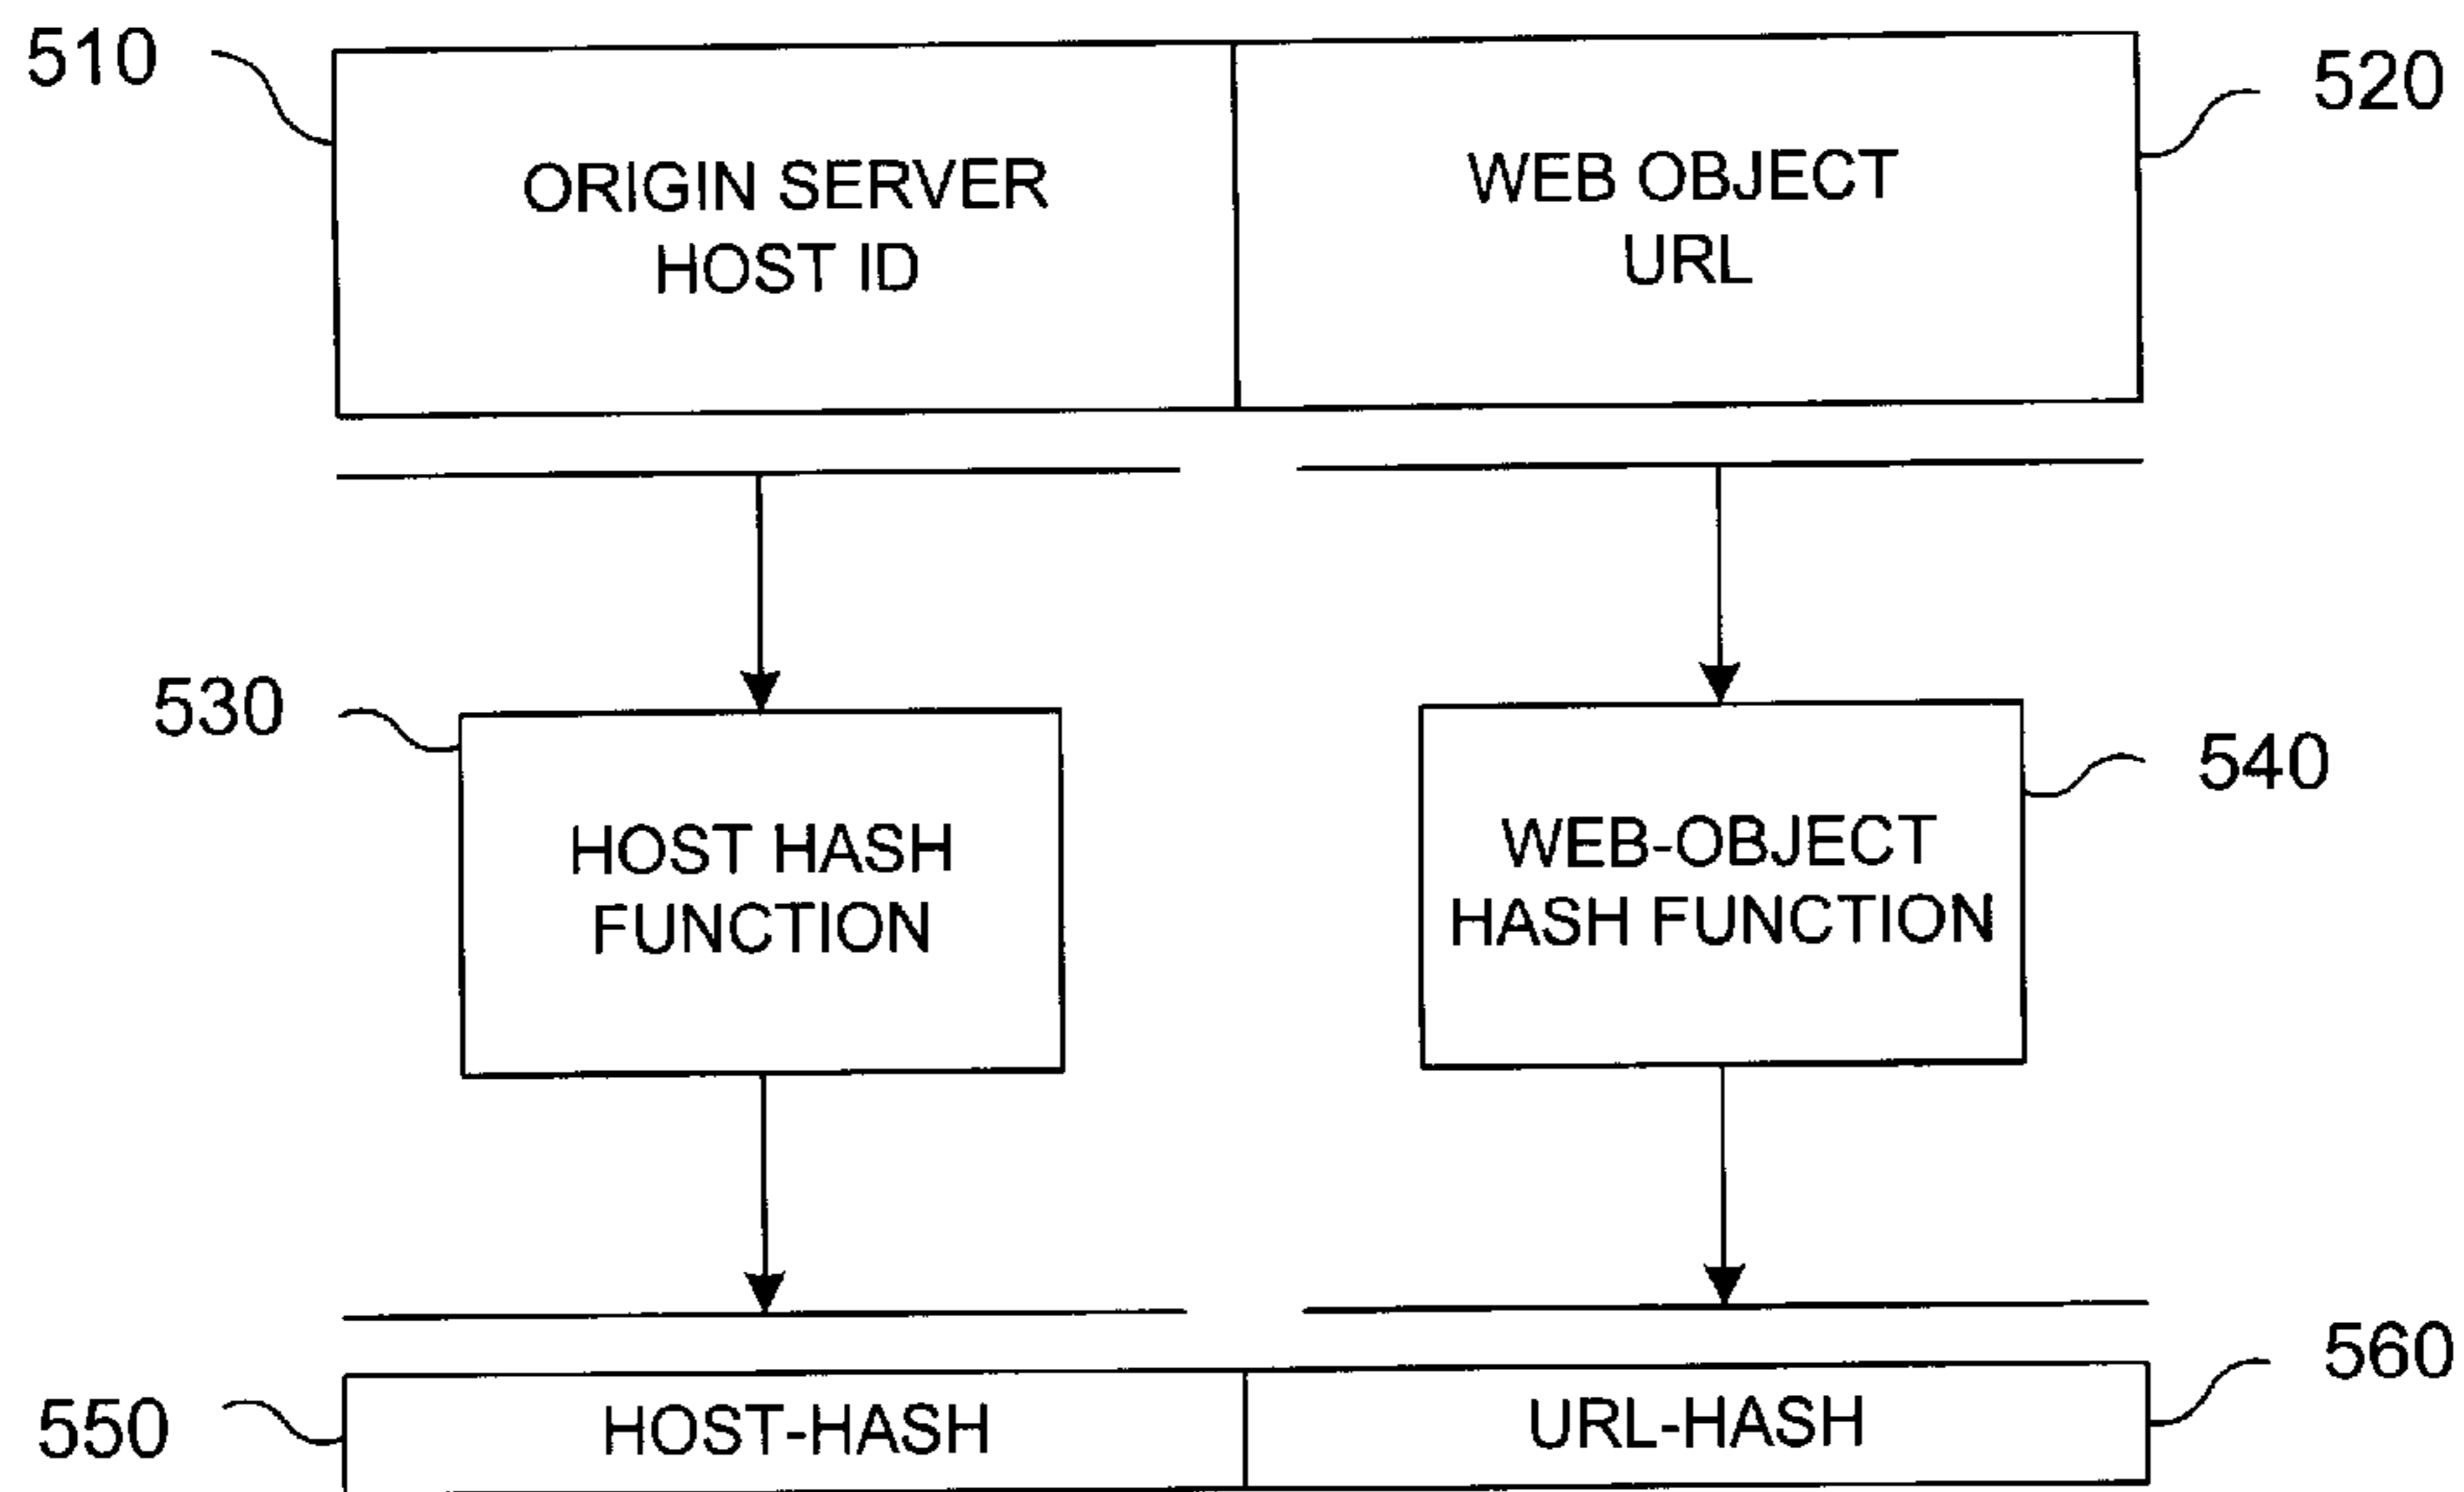 510
520
ORIGIN SERVER
HOST ID
WEB OBJECT
URL
530
540
HOST HASH
FUNCTION
WEB-OBJECT
HASH FUNCTION
550
560
HOST-HASH
URL-HASH